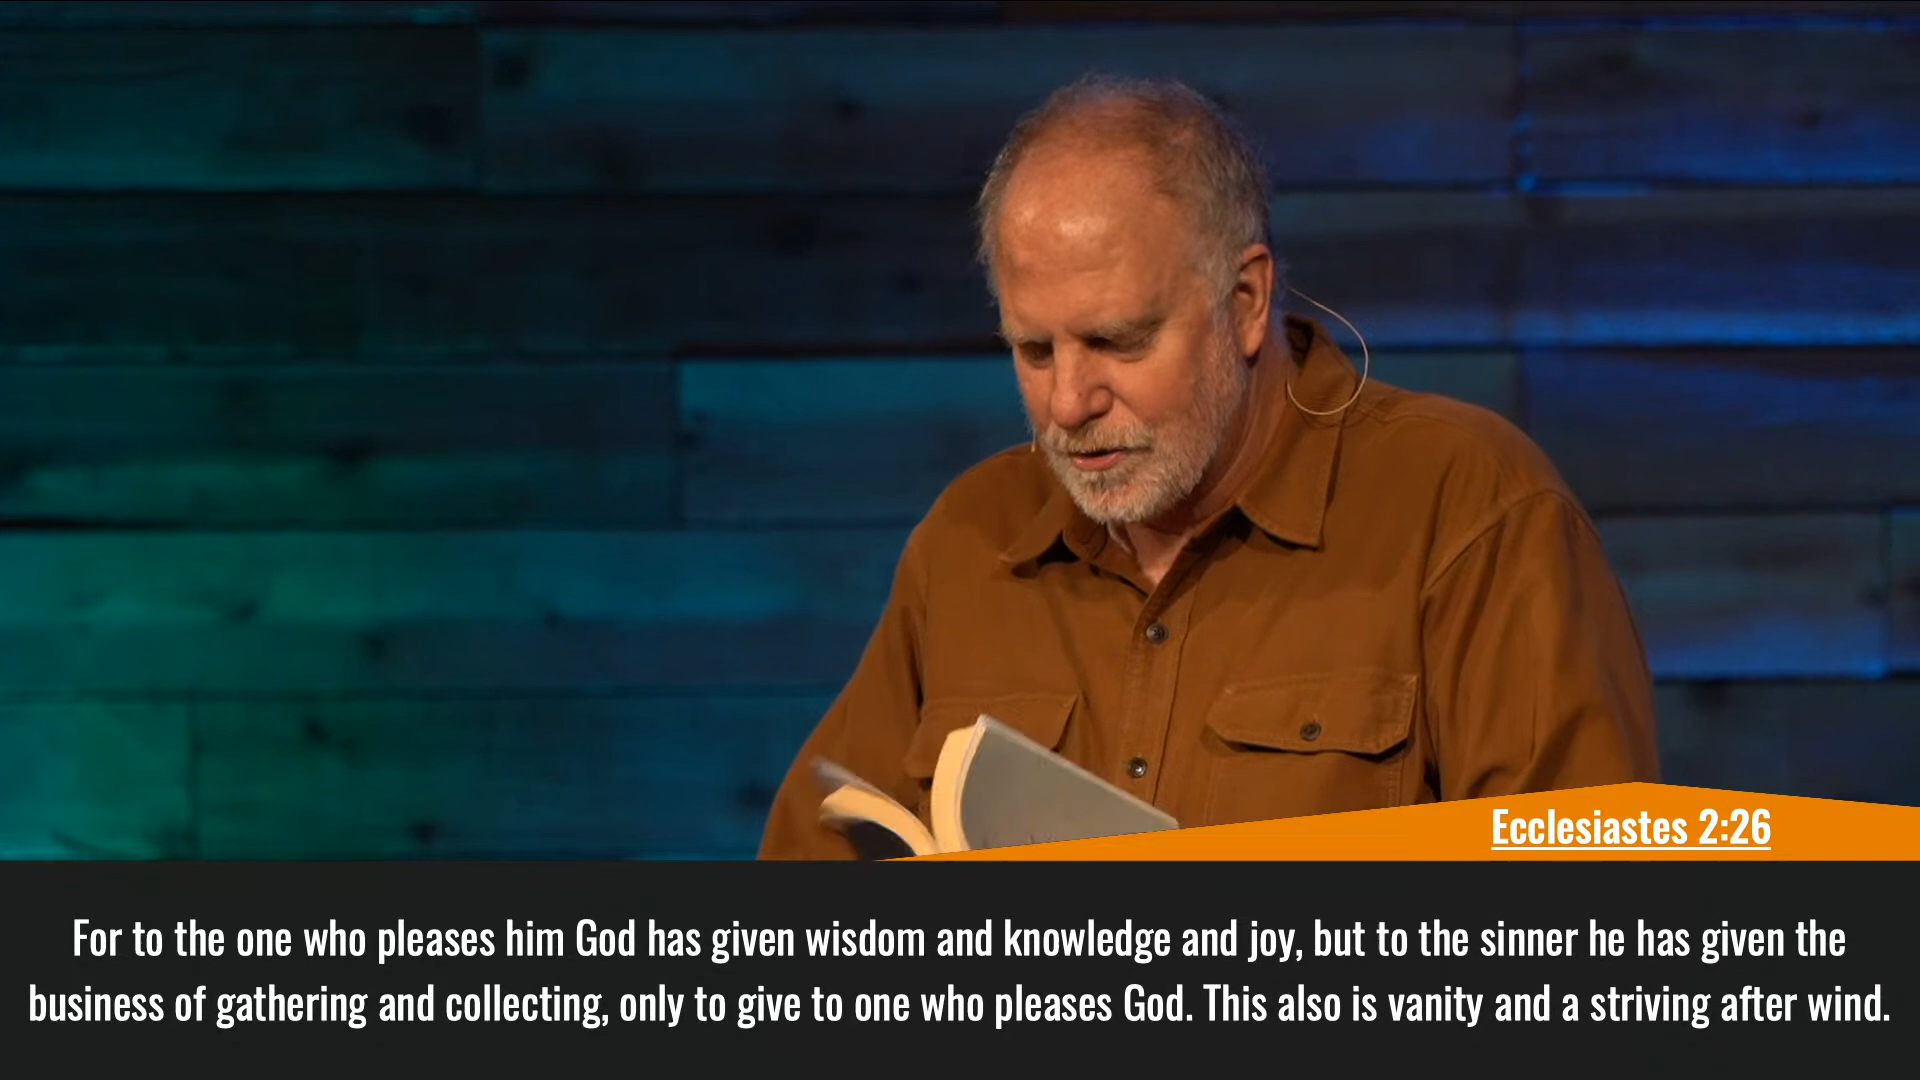 Ecclesiastes 2:26
For to the one who pleases him God has given wisdom and knowledge and joy, but to the sinner he has given the
business of gathering and collecting, only to give to one who pleases God. This also is vanity and a striving after wind.